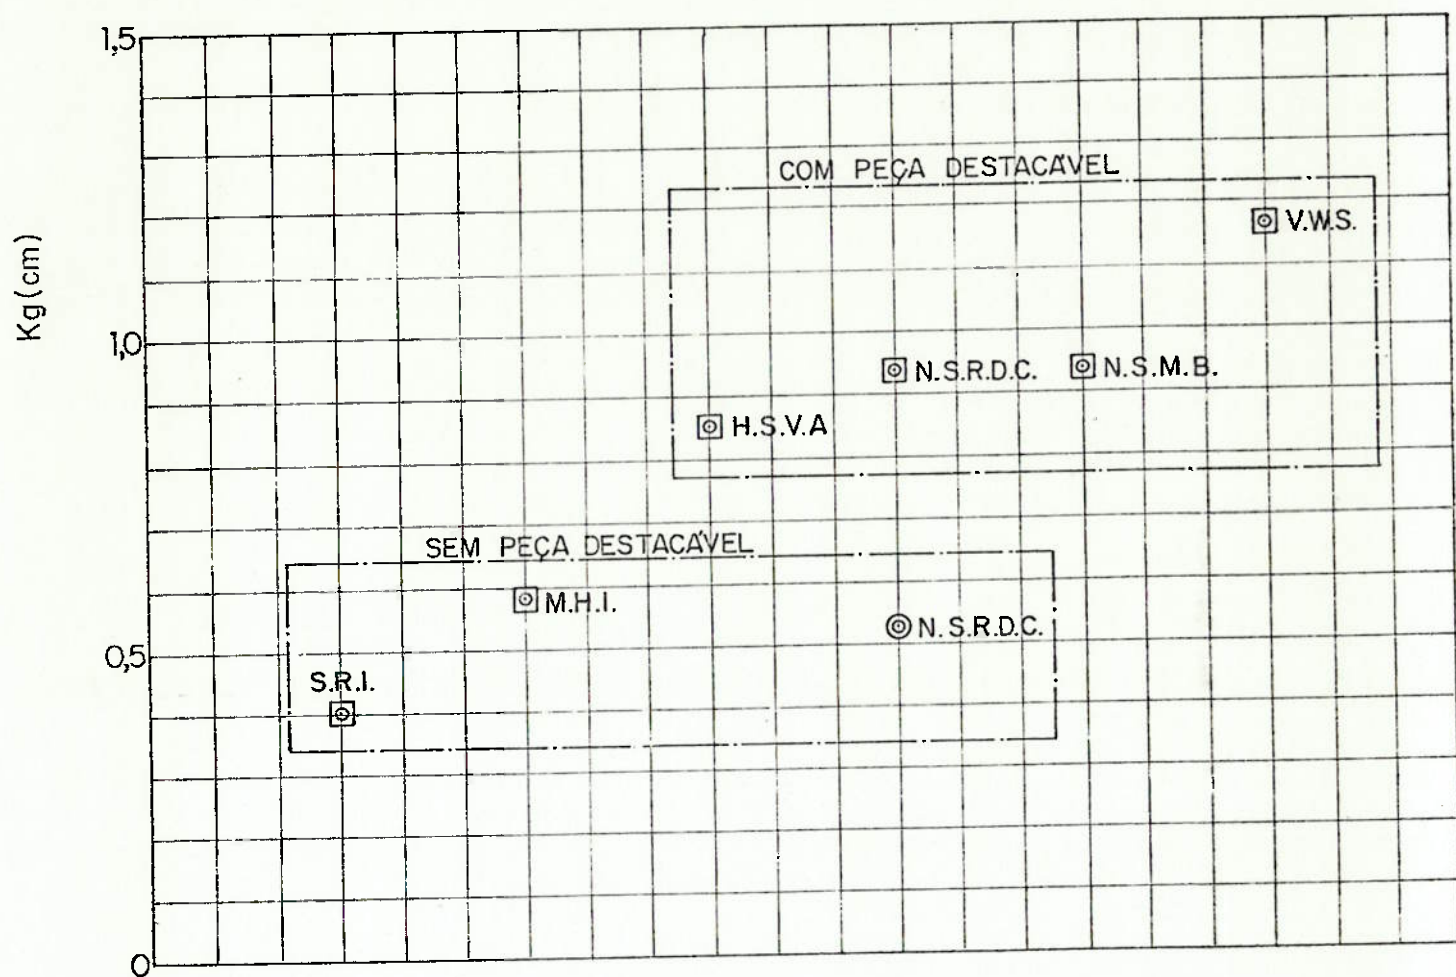 1,5
COM PEÇA DESTACÁVEL
V.W.S.
Kg(cm)
1,0
N.S.R.D.C.
N.S.M.B.
H.S.V.A
SEM PEÇA DESTACÁVEL
M.H.I.
N.S.R.D.C.
0,5
S.R.I.
0